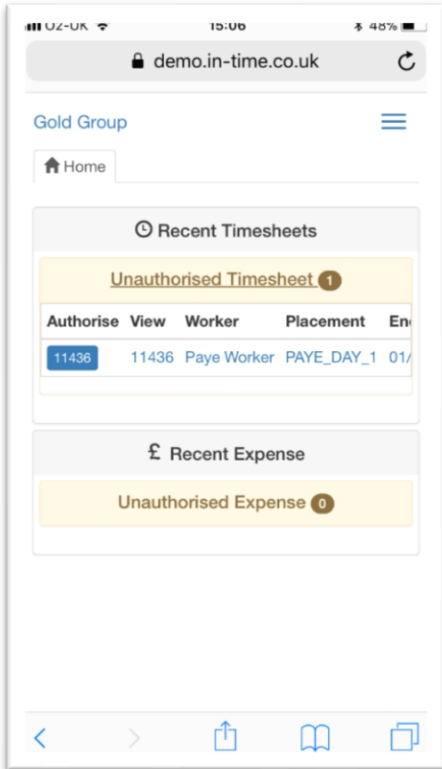 O2-UK 15:06 48%
demo.in-time.co.uk
Gold Group
Home
Recent Timesheets
Unauthorised Timesheet 1
Authorise View Worker Placement
11436 11436 Paye Worker PAYE_DAY_1 01/
£ Recent Expense
Unauthorised Expense 0